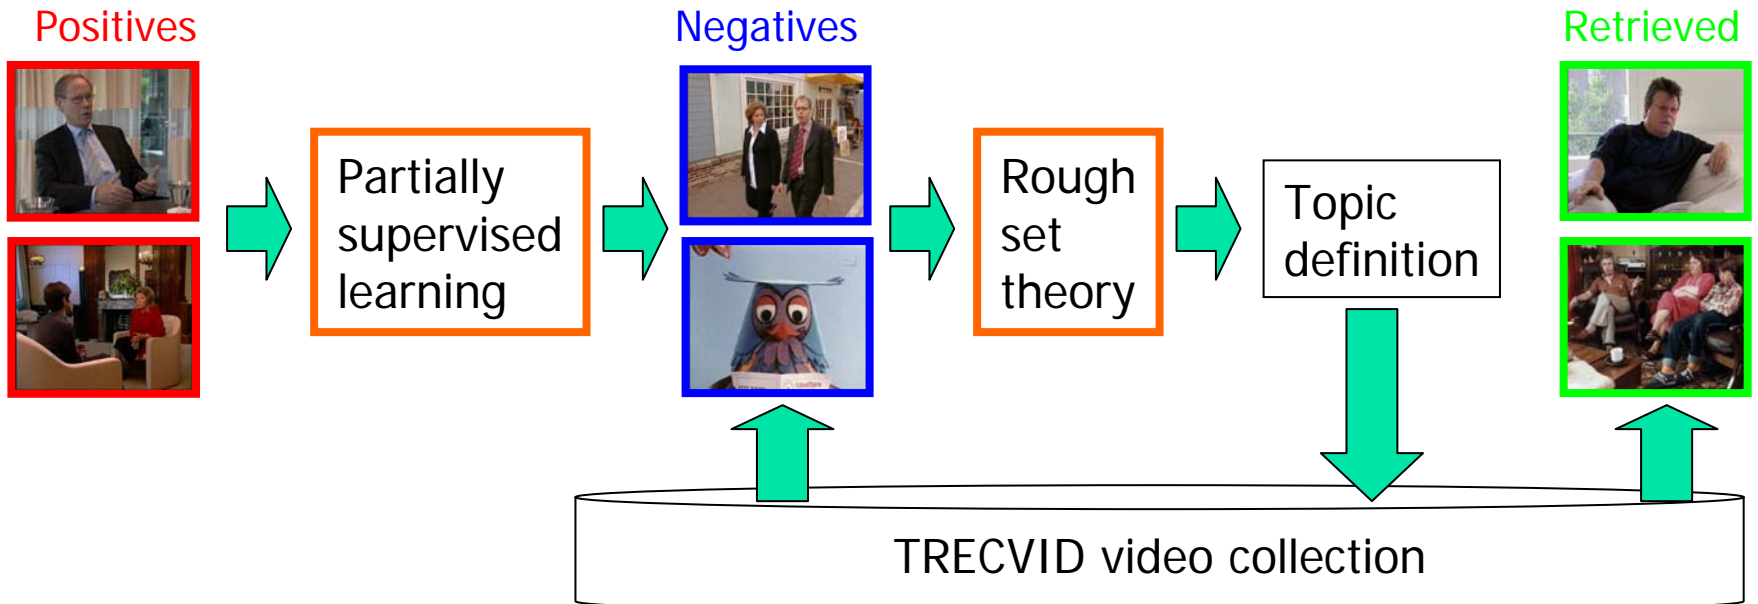 Positives
Negatives
Retrieved
Partially
supervised
learning
Rough
set
theory
Topic
definition
TRECVID video collection